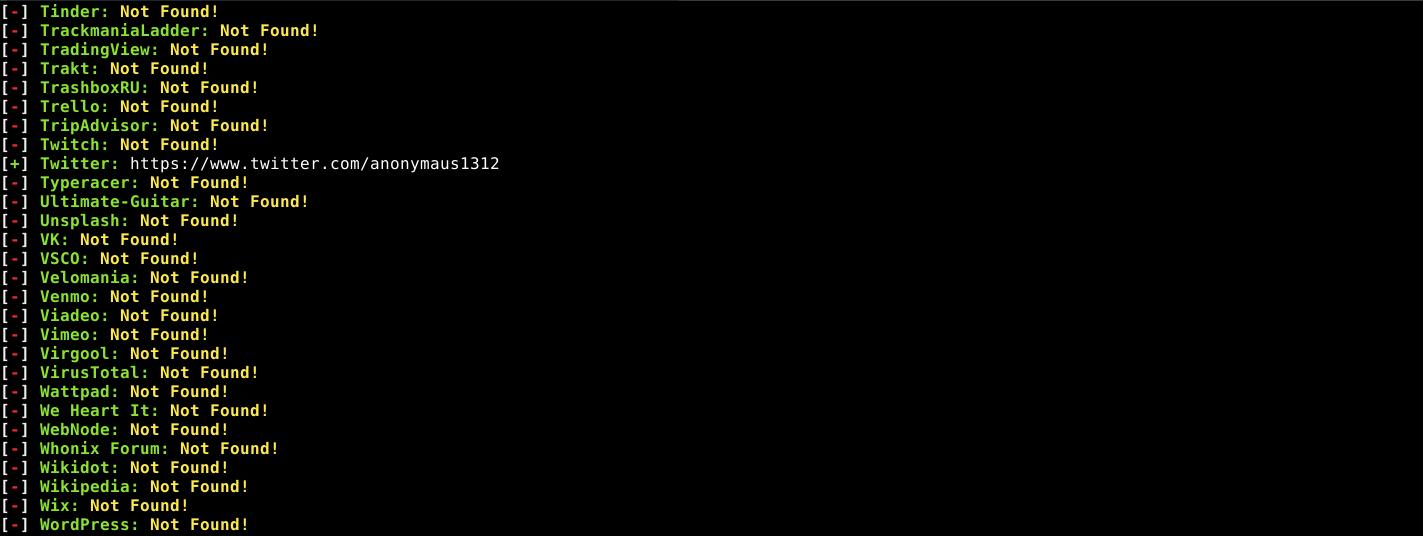 [-] Tinder: Not Found!
[-] TrackmaniaLadder: Not Found!
[-] TradingView: Not Found!
[-] Trakt: Not Found!
[-] TrashboxRU: Not Found!
[-] Trello: Not Found!
[-] TripAdvisor: Not Found!
[-] Twitch: Not Found!
[+] Twitter: https://www.twitter.com/anonymaus1312
[-] Typeracer: Not Found!
[-] Ultimate-Guitar: Not Found!
[-] Unsplash: Not Found!
[-] VK: Not Found!
[-] VSCO: Not Found!
[-] Velomania: Not Found!
[-] Venmo: Not Found!
[-] Viadeo: Not Found!
[-] Vimeo: Not Found!
[-] Virgool: Not Found!
[-] VirusTotal: Not Found!
[-] Wattpad: Not Found!
[-] We Heart It: Not Found!
[-] WebNode: Not Found!
[-] Whonix Forum: Not Found!
[-] Wikidot: Not Found!
[-] Wikipedia: Not Found!
[-] Wix: Not Found!
[-] WordPress: Not Found!